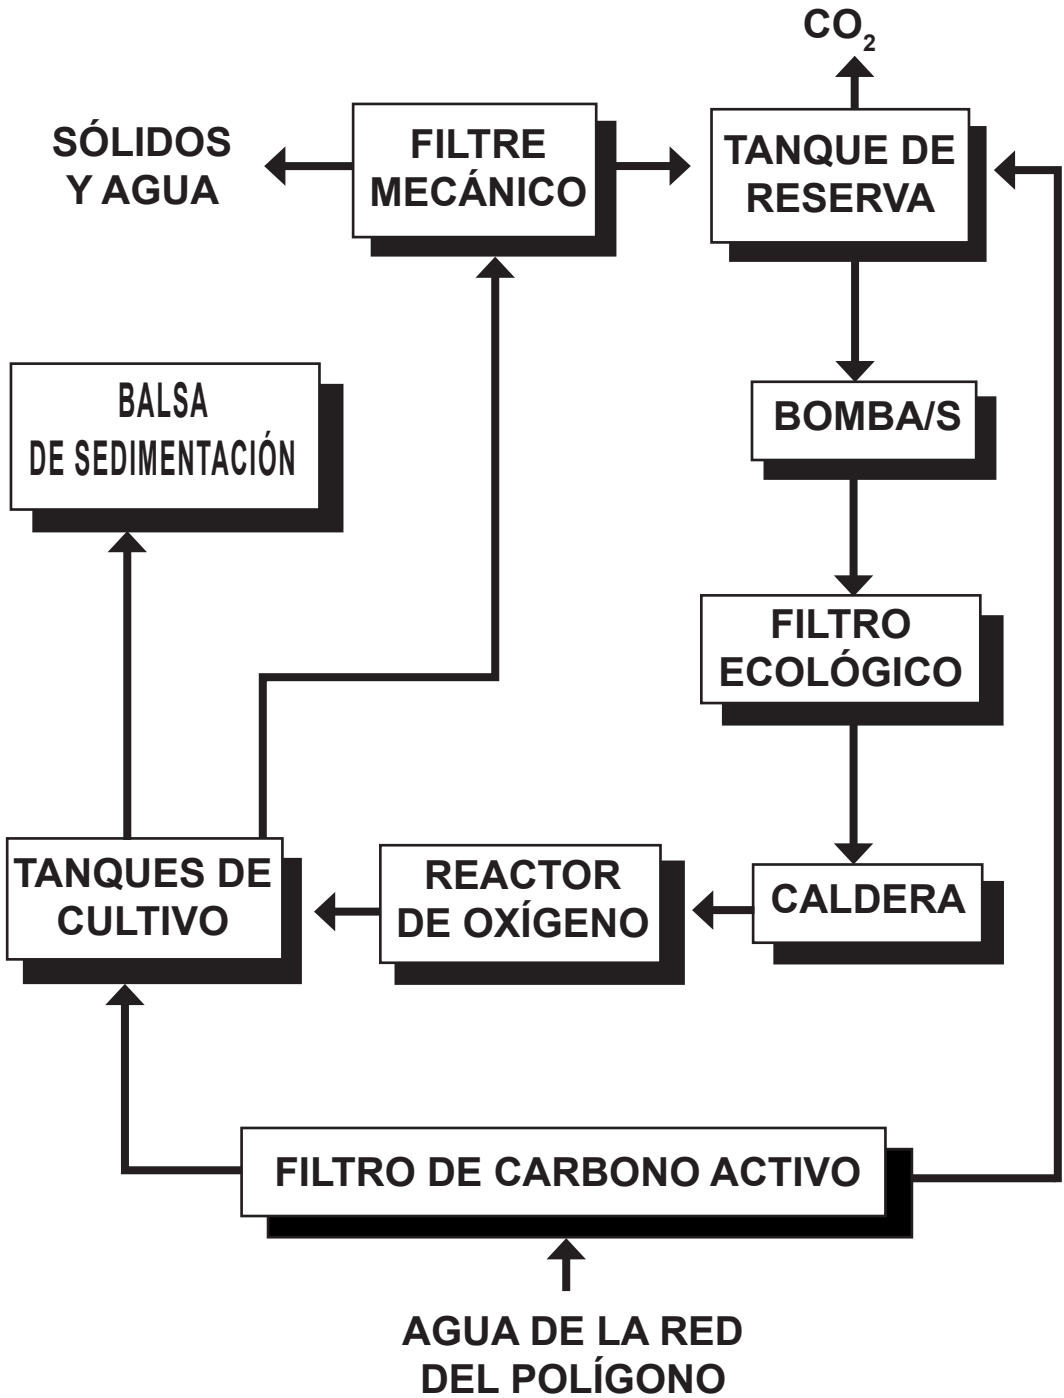 CO₂
SÓLIDOS
Y AGUA
FILTRE
MECÁNICO
TANQUE DE
RESERVA
BALSA
DE SEDIMENTACIÓN
BOMBA/S
FILTRO
ECOLÓGICO
TANQUES DE
CULTIVO
REACTOR
DE OXÍGENO
CALDERA
FILTRO DE CARBONO ACTIVO
AGUA DE LA RED
DEL POLÍGONO